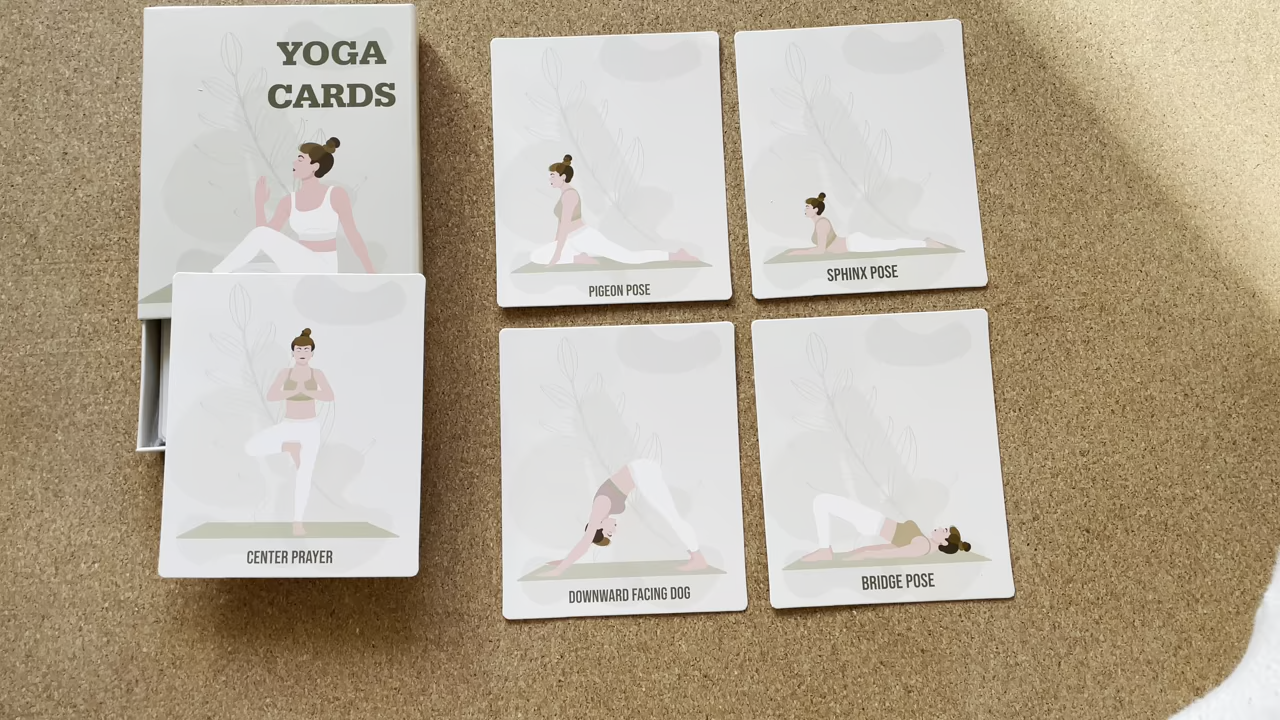 YOGA
CARDS
CENTER PRAYER
PIGEON POSE
SPHINX POSE
DOWNWARD FACING DOG
BRIDGE POSE